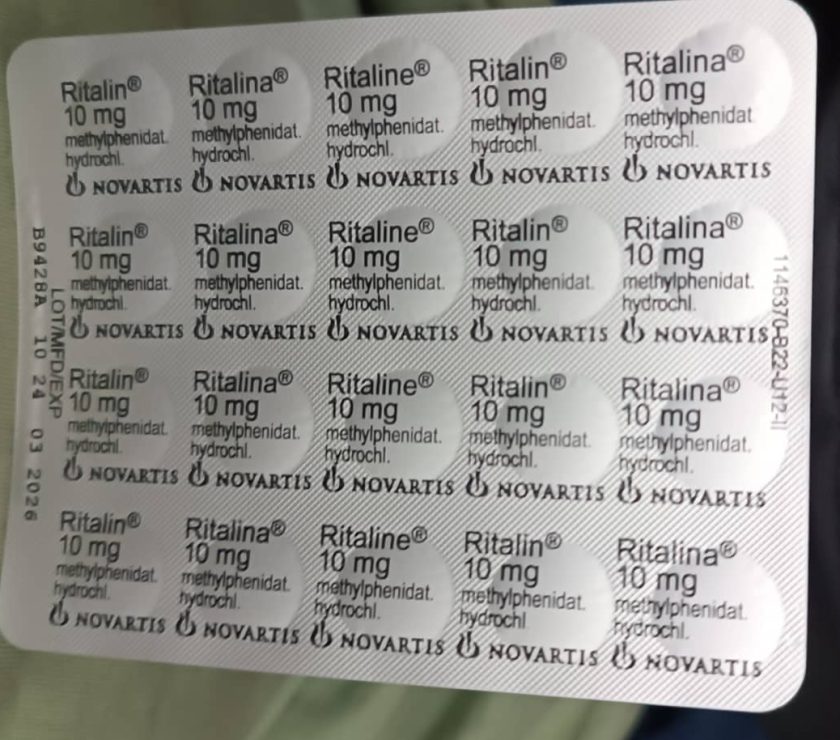 Ritalin®
10 mg
methylphenidat.
hydrochl.
NOVARTIS
Ritalina®
10 mg
methylphenidat.
hydrochl.
NOVARTIS
Ritaline®
10 mg
methylphenidat.
hydrochl.
NOVARTIS
Ritalin®
10 mg
methylphenidat.
hydrochl.
NOVARTIS
Ritalina®
10 mg
methylphenidat
hydrochl.
NOVARTIS
Ritalin®
10 mg
methylphenidat.
hydrochl.
NOVARTIS
Ritalina®
10 mg
methylphenidat.
hydrochl.
NOVARTIS
Ritaline®
10 mg
methylphenidat.
hydrochl.
NOVARTIS
Ritalin®
10 mg
methylphenidat.
hydrochl.
NOVARTIS
Ritalina®
10 mg
methylphenidat.
hydrochl.
NOVARTIS
Ritalin®
10 mg
methylphenidat.
hydrochl.
NOVARTIS
Ritalina®
10 mg
methylphenidat.
hydrochl.
NOVARTIS
Ritaline®
10 mg
methylphenidat.
hydrochl.
NOVARTIS
Ritalin®
10 mg
methylphenidat.
hydrochl.
NOVARTIS
Ritalina®
10 mg
methylphenidat.
hydrochl.
NOVARTIS
Ritalin®
10 mg
methylphenidat.
hydrochl.
NOVARTIS
Ritalina®
10 mg
methylphenidat.
hydrochl.
NOVARTIS
Ritaline®
10 mg
methylphenidat.
hydrochl.
NOVARTIS
Ritalin®
10 mg
methylphenidat.
hydrochl
NOVARTIS
Ritalina®
10 mg
methylphenidat.
hydrochl.
NOVARTIS
LOT/MFD/EXP
B9428A 10 24 03 2026